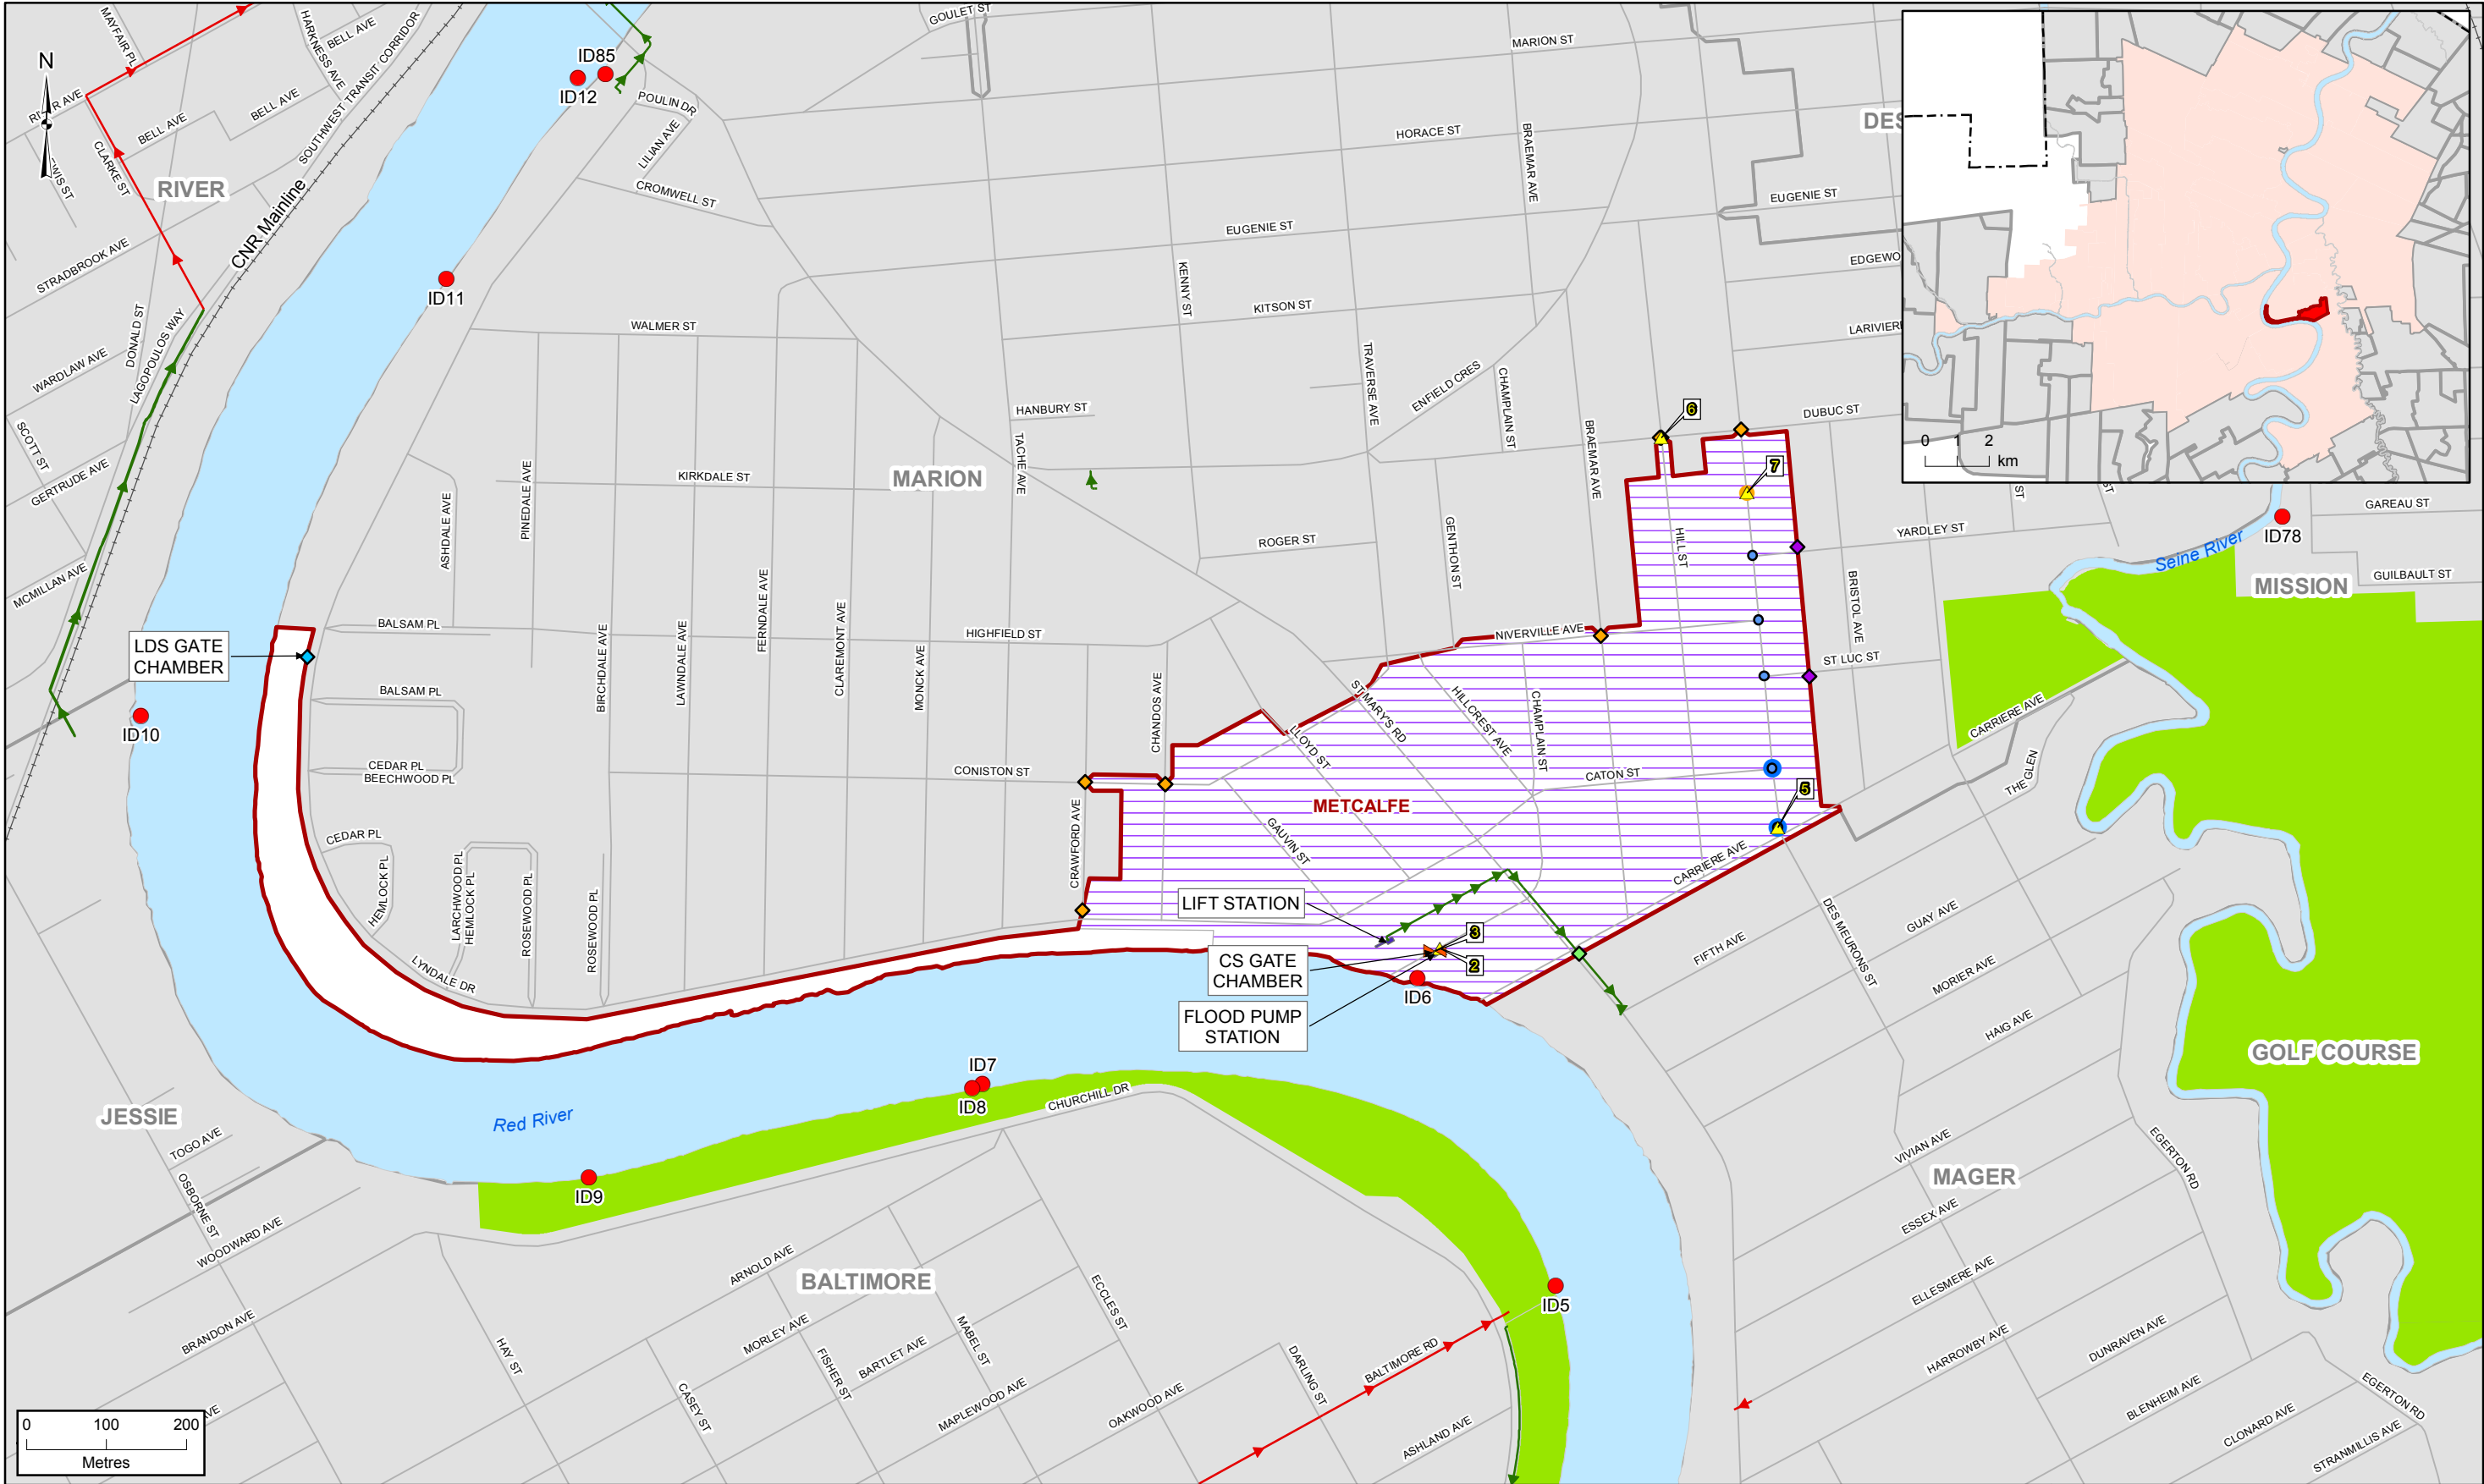 N
MAYFAIR PL
HARKNESS AVE
BELL AVE
SOUTHWEST TRANSIT CORRIDOR
BELL AVE
BELL AVE
CLARKE ST
RIVER
STRADBROOK AVE
CNR Mainline
DONALD ST
LAGOPOULOS WAY
WARDLAW AVE
SCOTT ST
GERTRUDE AVE
MCMILLAN AVE
ID85
ID12
POULIN DR
LILIAN AVE
CROMWELL ST
ID11
GOULET ST
MARION ST
HORACE ST
BRAEMAR AVE
EUGENIE ST
EUGENIE ST
KENNY ST
KITSON ST
EDGEWO
LARIVIER
DES
WALMER ST
TRAVERSE AVE
ENFIELD CRES
CHAMPLAIN ST
HANBURY ST
TACHE AVE
DUBUC ST
6
7
BRAEMAR AVE
0 1 2
km
ST
ST
GAREAU ST
ID78
YARDLEY ST
Seine River
MISSION
GUILBAULT ST
KIRKDALE ST
MARION
PINEDALE AVE
ASHDALE AVE
ROGER ST
GENTHON ST
HILL ST
BRISTOL AVE
FERNDALE AVE
CLAREMONT AVE
BALSAM PL
HIGHFIELD ST
NIVERVILLE AVE
LDS GATE
CHAMBER
BIRCHDALE AVE
LAWNDALE AVE
MONCK AVE
CHANDOS AVE
ST LUC ST
BALSAM PL
ST MARY'S RD
HILLCREST AVE
CHAMPLAIN ST
ID10
LLOYD ST
CARRIERE AVE
CEDAR PL
BEECHWOOD PL
CONISTON ST
CATON ST
THE GLEN
5
METCALFE
CEDAR PL
CRAWFORD AVE
GAUVIN ST
CARRIERE AVE
HEMLOCK PL
LARCHWOOD PL
HEMLOCK PL
ROSEWOOD PL
ROSEWOOD PL
LIFT STATION
3
2
CS GATE
CHAMBER
ID6
FLOOD PUMP
STATION
LYNDALE DR
FIFTH AVE
DES MEURONS ST
GUAY AVE
MORIER AVE
HAIG AVE
GOLF COURSE
ID7
ID8
CHURCHILL DR
JESSIE
Red River
TOGO AVE
OSBORNE ST
WOODWARD AVE
ID9
VIVIAN AVE
EGERTON RD
MAGER
ESSEX AVE
ELLESMERE AVE
ARNOLD AVE
BALTIMORE
ECCLES ST
ID5
BRANDON AVE
HAY ST
MORLEY AVE
MABEL ST
FISHER ST
BARTLET AVE
BALTIMORE RD
DARLING ST
HARROWBY AVE
DUNRAVEN AVE
CASEY ST
MAPLEWOOD AVE
OAKWOOD AVE
ASHLAND AVE
BLENHEIM AVE
EGERTON RD
CLONARD AVE
STRANMILLIS AVE
AVE
0 100 200
Metres